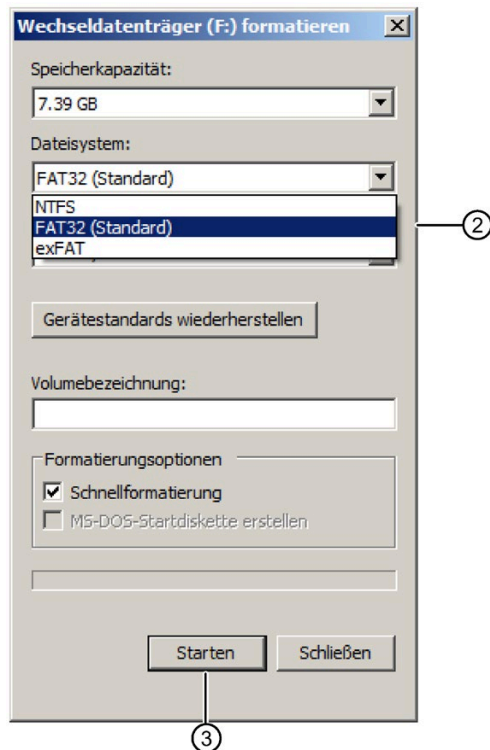 Wechseldatenträger (F:) formatieren
Speicherkapazität:
7.39 GB
Dateisystem:
FAT32 (Standard)
NTFS
FAT32 (Standard)
exFAT
2
Gerätestandards wiederherstellen
Volumebezeichnung:
Formatierungsoptionen
Schnellformatierung
MS-DOS-Startdiskette erstellen
Starten Schließen
3